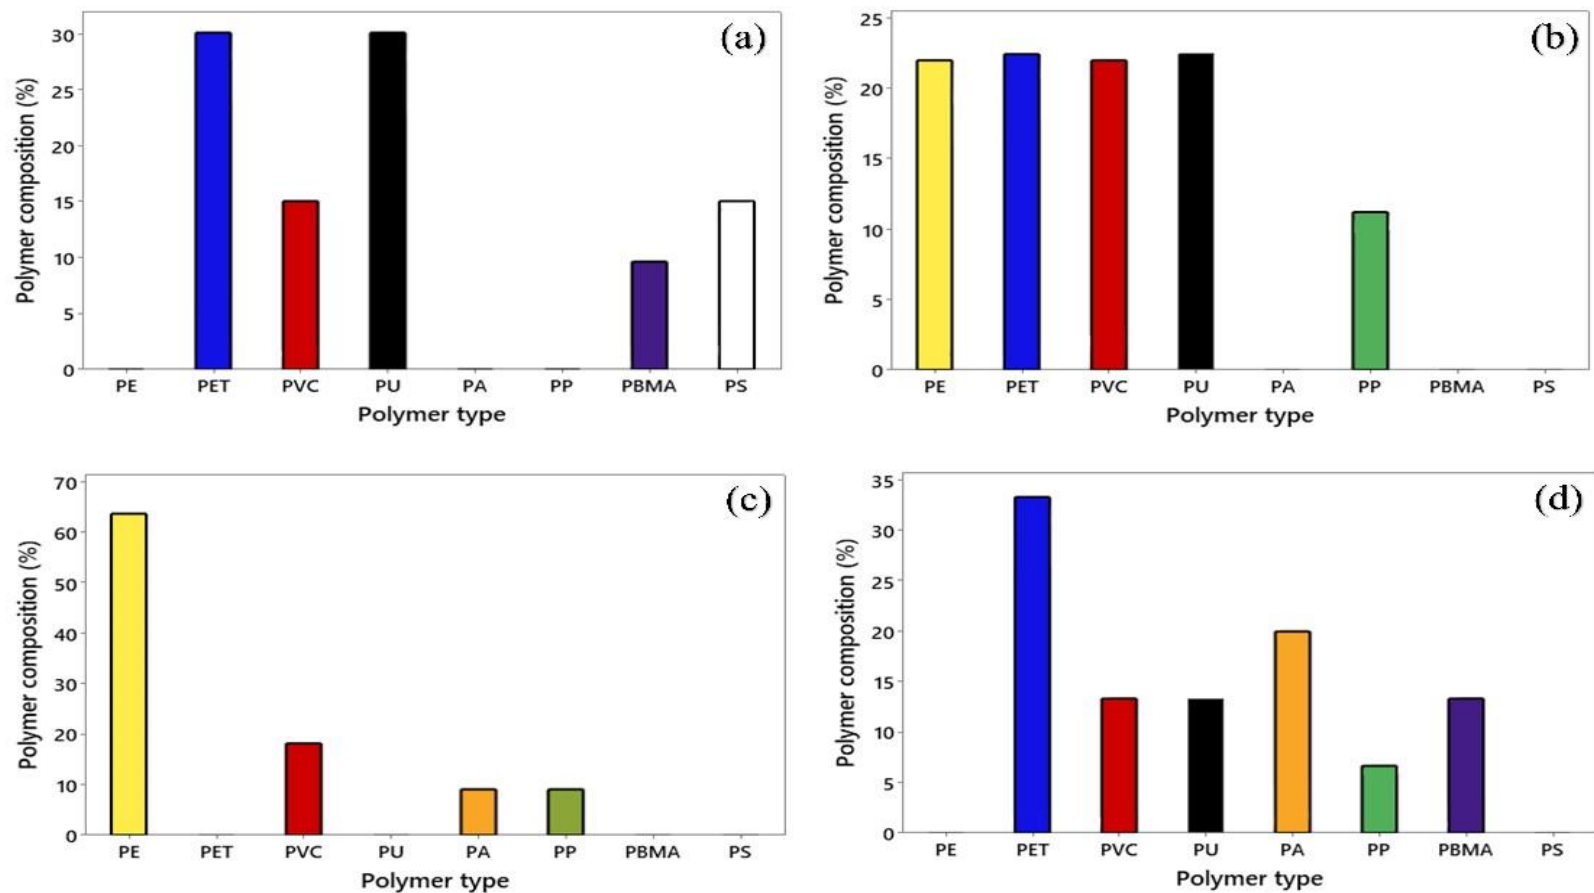 (a)
Polymer composition (%)
30
25
20
15
10
5
0
PE PET PVC PU PA PP PBMA PS
Polymer type
(b)
Polymer composition (%)
25
20
15
10
5
0
PE PET PVC PU PA PP PBMA PS
Polymer type
(c)
Polymer composition (%)
70
60
50
40
30
20
10
0
PE PET PVC PU PA PP PBMA PS
Polymer type
(d)
Polymer composition (%)
35
30
25
20
15
10
5
0
PE PET PVC PU PA PP PBMA PS
Polymer type